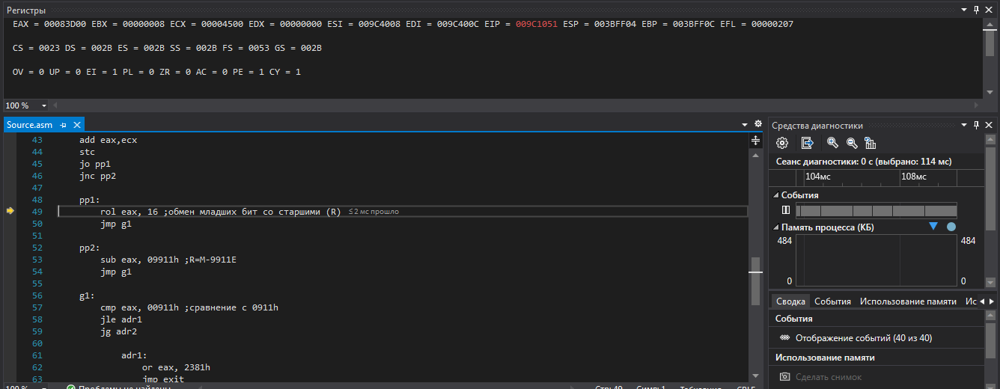 Регистры
EAX = 00083D00 EBX = 00000008 ECX = 00004500 EDX = 00000000 ESI = 009C4008 EDI = 009C400C EIP = 009C1051 ESP = 003BFF04 EBP = 003BFF0C EFL = 00000207
CS = 0023 DS = 002B ES = 002B SS = 002B FS = 0053 GS = 002B
OV = 0 UP = 0 EI = 1 PL = 0 ZR = 0 AC = 0 PE = 1 CY = 1
100 %
Source.asm
43 add eax,ecx
44 stc
45 jo pp1
46 jnc pp2
47
48 pp1:
49 rol eax, 16 ;обмен младших бит со старшими (R) ≤2 мс прошло
50 jmp g1
51
52 pp2:
53 sub eax, 09911h ;R=M-9911E
54 jmp g1
55
56 g1:
57 cmp eax, 00911h ;сравнение с 0911h
58 jle adr1
59 jg adr2
60
61 adr1:
62 or eax, 2381h
63 jmp exit
100 % Проблемы не найдены Стр: 49 Симв: 1 Табуляция CRLF
Средства диагностики
Сеанс диагностики: 0 с (выбрано: 114 мс)
104мс 108мс
События
Память процесса (КБ)
484 484
0 0
Сводка События Использование памяти Ис
События
Отображение событий (40 из 40)
Использование памяти
Сделать снимок